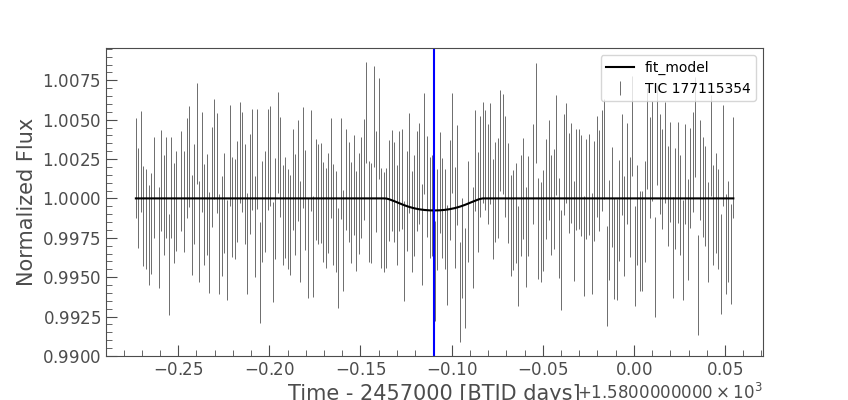 fit_model
TIC 177115354
Normalized Flux
1.0075
1.0050
1.0025
1.0000
0.9975
0.9950
0.9925
0.9900
−0.25 −0.20 −0.15 −0.10 −0.05 0.00 0.05
Time - 2457000 [BTJD days]
+1.5800000000 × 10³